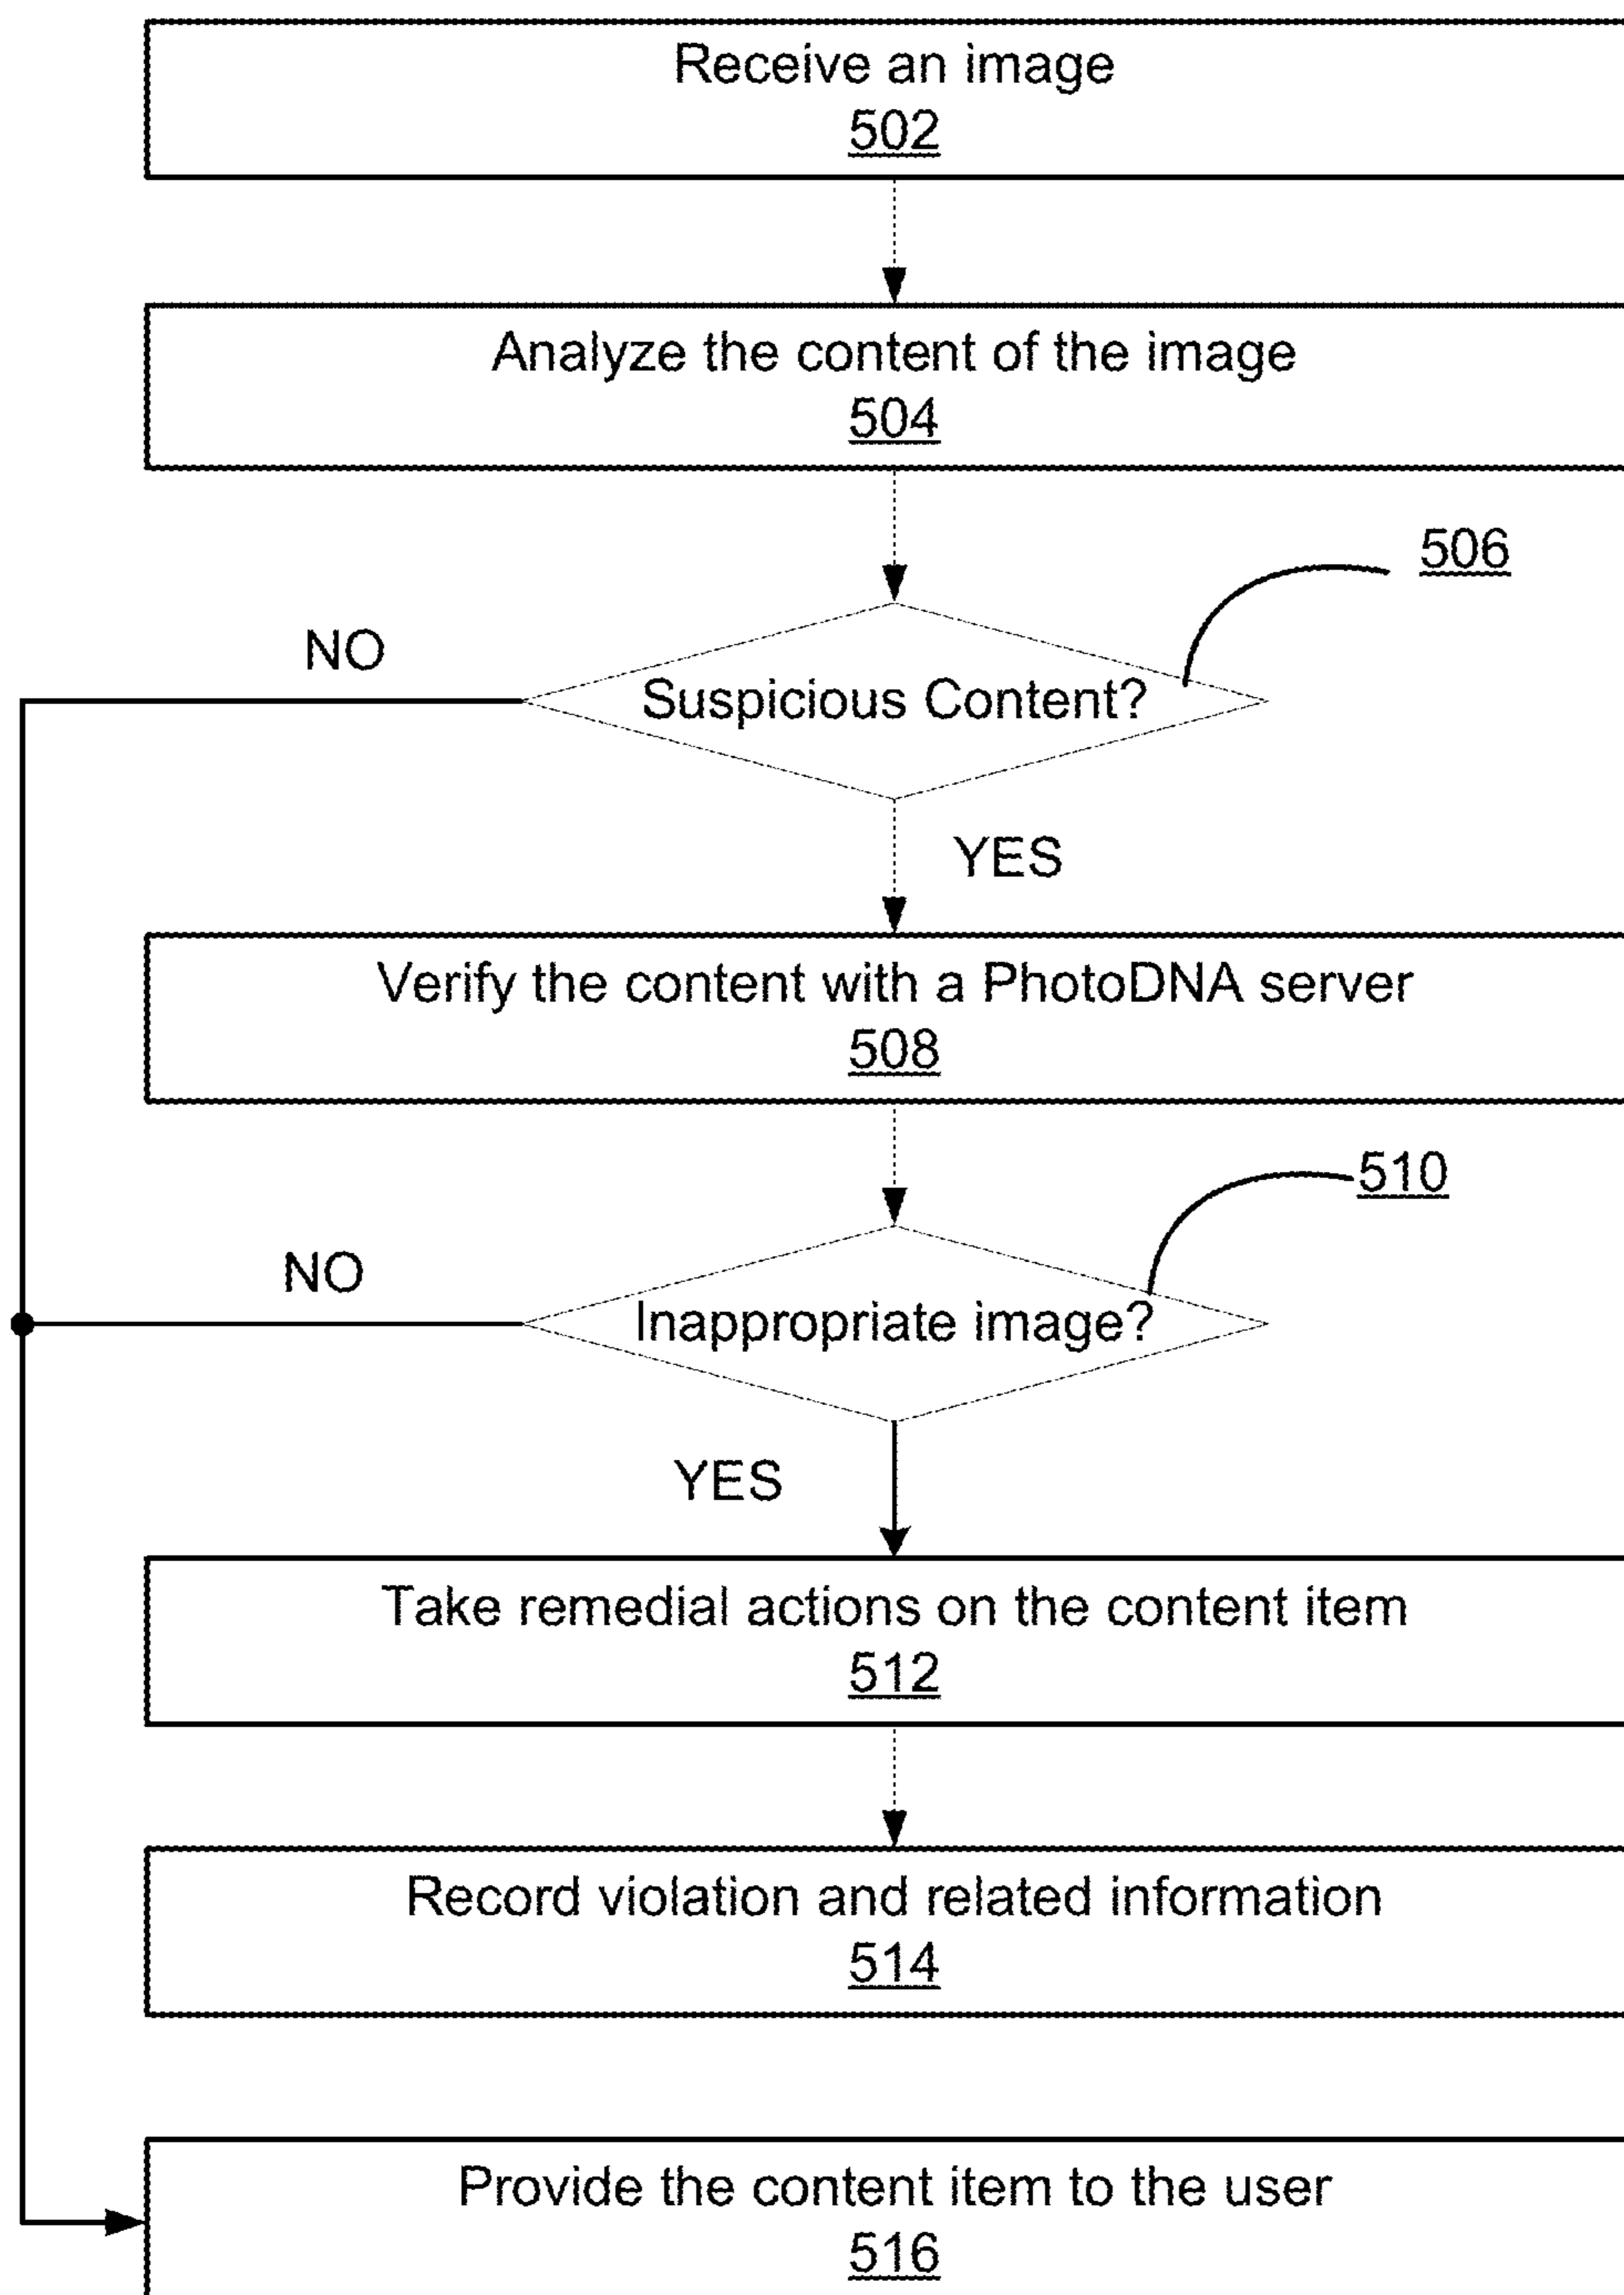 Receive an image
502
Analyze the content of the image
504
506
NO
Suspicious Content?
YES
Verify the content with a PhotoDNA server
508
510
NO
Inappropriate image?
YES
Take remedial actions on the content item
512
Record violation and related information
514
Provide the content item to the user
516